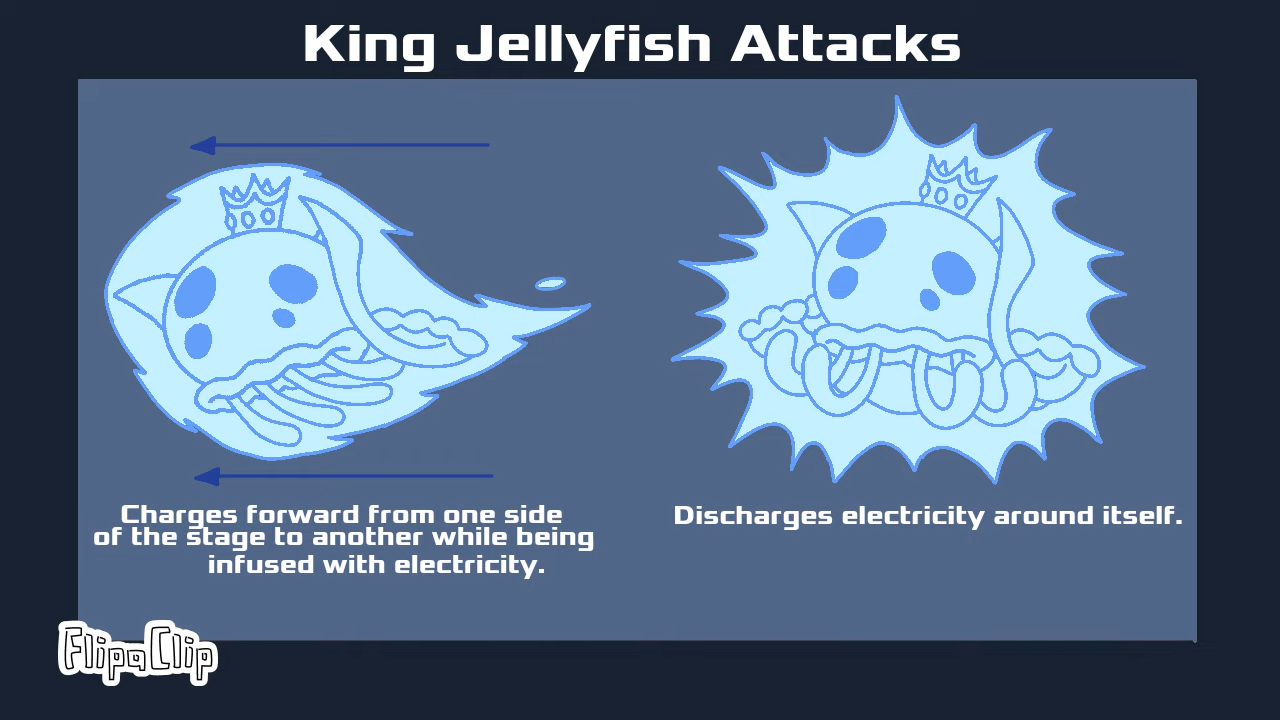 King Jellyfish Attacks
Charges forward from one side
of the stage to another while being
infused with electricity.
Discharges electricity around itself.
FlipaClip